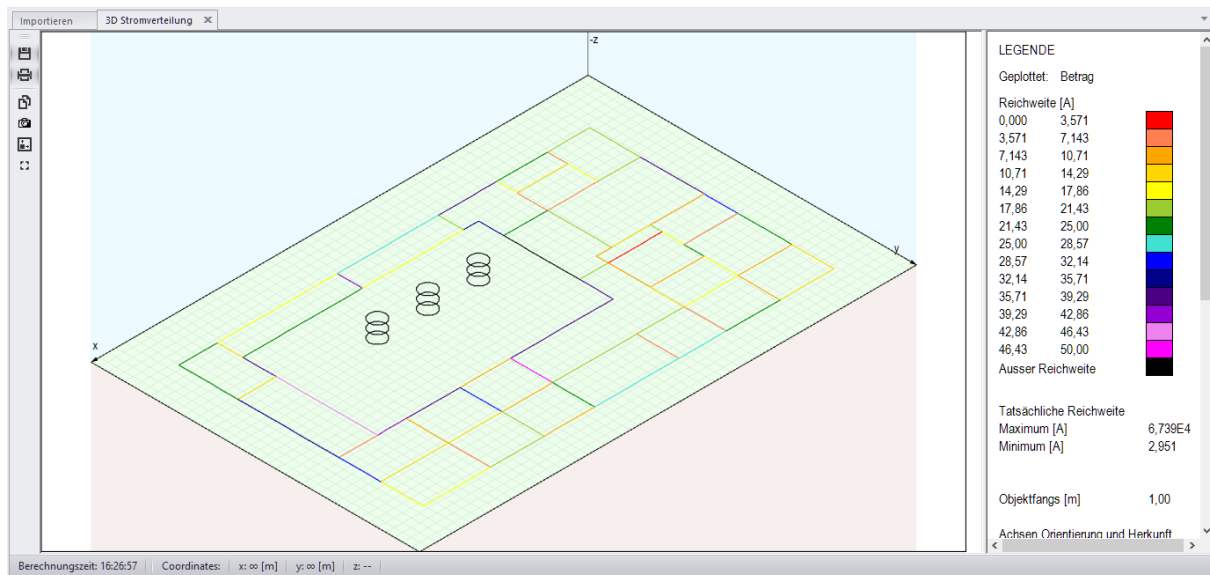 Importieren 3D Stromverteilung ✕
-z
x
y
LEGENDE
Geplottet: Betrag
Reichweite [A]
0,000 3,571
3,571 7,143
7,143 10,71
10,71 14,29
14,29 17,86
17,86 21,43
21,43 25,00
25,00 28,57
28,57 32,14
32,14 35,71
35,71 39,29
39,29 42,86
42,86 46,43
46,43 50,00
Ausser Reichweite
Tatsächliche Reichweite
Maximum [A] 6,739E4
Minimum [A] 2,951
Objektfangs [m] 1,00
Achsen Orientierung und Herkunft
Berechnungszeit: 16:26:57 Coordinates: x: ∞ [m] y: ∞ [m] z: --